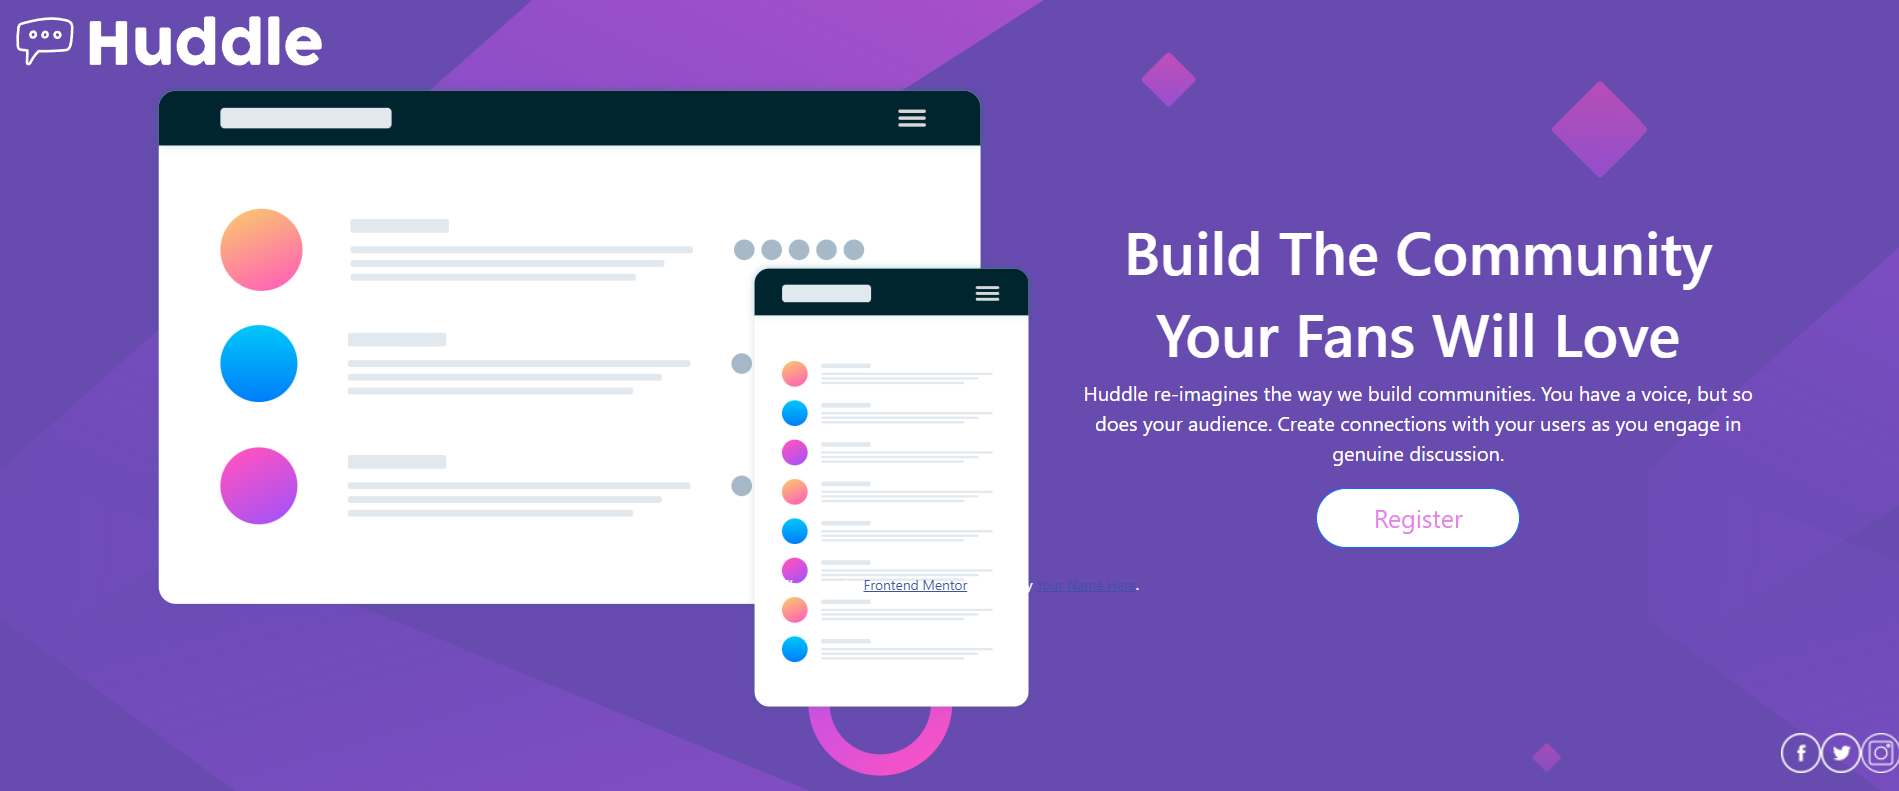 Huddle
Build The Community
Your Fans Will Love
Huddle re-imagines the way we build communities. You have a voice, but so
does your audience. Create connections with your users as you engage in
genuine discussion.
Register
Frontend Mentor
Your Name Here.